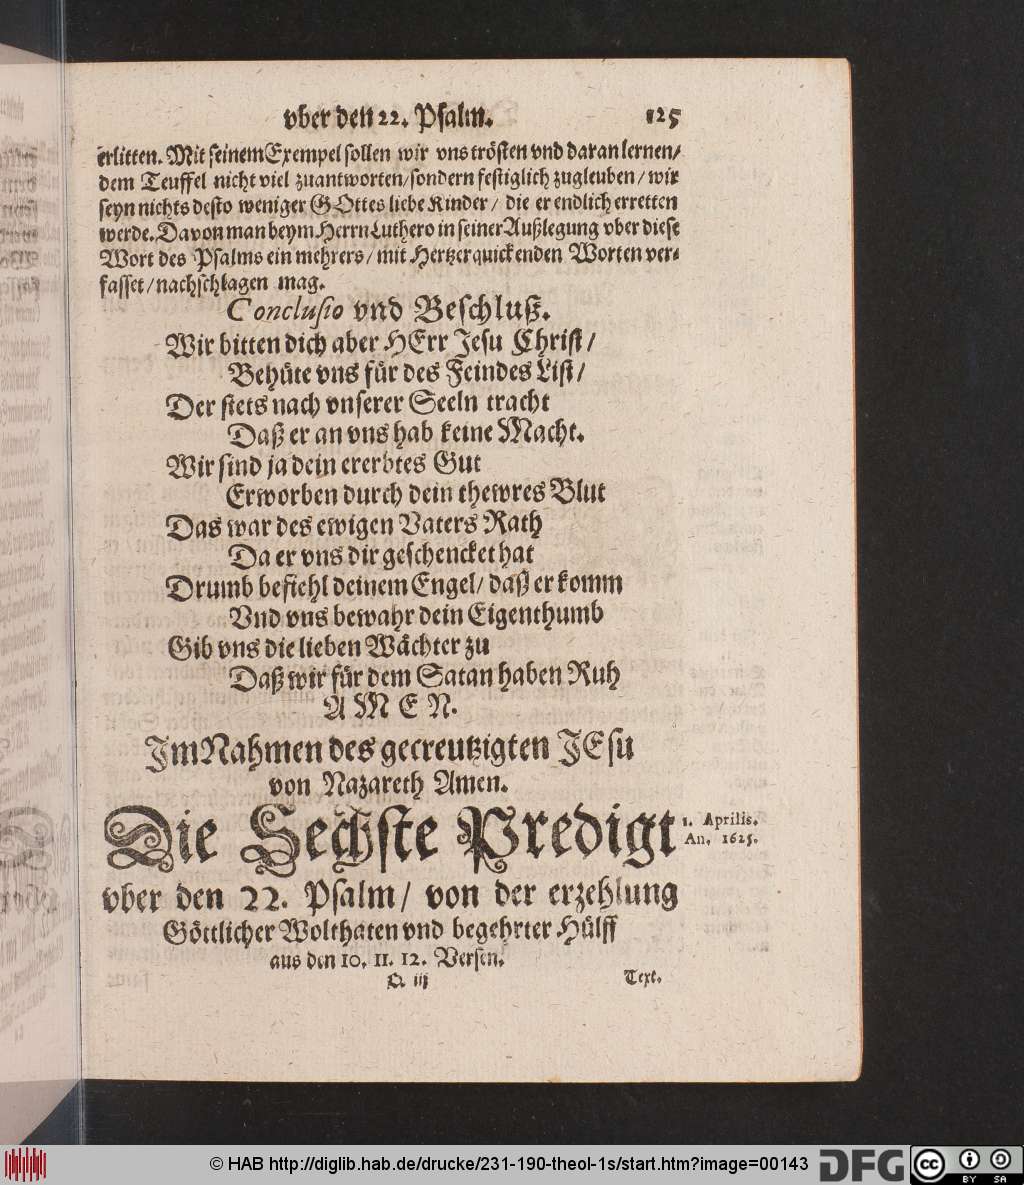 vber den 22. Psalm. 125
erlitten. Mit seinem Exempel sollen wir vns trösten vnd daran lernen/
dem Teuffel nicht viel zuantworten/ sondern festiglich zugleuben/ wir
seyn nichts desto weniger GOttes liebe Kinder/ die er endlich erretten
werde. Davon man beym Herrn Luthero in seiner Außlegung vber diese
Wort des Psalms ein mehrers/ mit Hertzerquickenden Worten ver-
fasset/ nachschlagen mag.
Conclusio vnd Beschluß.
Wir bitten dich aber HErr Jesu Christ/
Behüte vns für des Feindes List/
Der stets nach vnserer Seeln tracht
Daß er an vns hab keine Macht.
Wir sind ja dein ererbtes Gut
Erworben durch dein thewres Blut
Das war des ewigen Vaters Rath
Da er vns dir geschencket hat
Drumb befiehl deinem Engel/ daß er komm
Vnd vns bewahr dein Eigenthumb
Gib vns die lieben Wächter zu
Daß wir für dem Satan haben Ruh
A M E N.
Im Nahmen des gecreutzigten JEsu
von Nazareth Amen.
Die Sechste Predigt
1. Aprilis.
An. 1625.
vber den 22. Psalm/ von der erzehlung
Göttlicher Wolthaten vnd begehrter Hülff
aus den 10. 11. 12. Versen.
Q iij Text.
© HAB http://diglib.hab.de/drucke/231-190-theol-1s/start.htm?image=00143
DFG
cc BY SA